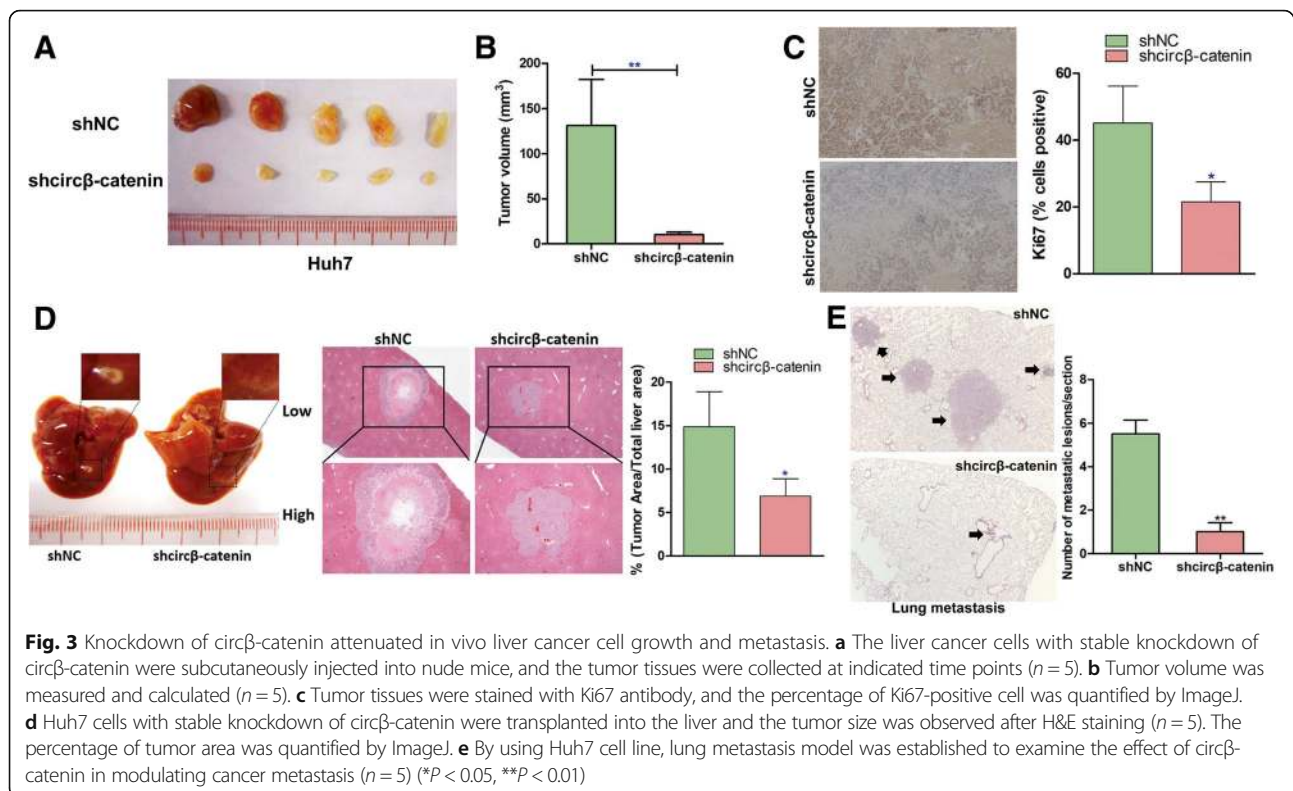 A
shNC
shcircβ-catenin
Huh7
B
Tumor volume (mm³)
200
150
100
50
0
**
shNC
shcircβ-catenin
C
shNC
shcircβ-catenin
shNC
shcircβ-catenin
Ki67 (% cells positive)
60
40
20
0
*
D
Low
High
shNC
shcircβ-catenin
shNC
shcircβ-catenin
shNC
shcircβ-catenin
% (Tumor Area/Total liver area)
20
15
10
5
0
*
E
shNC
shcircβ-catenin
Lung metastasis
Number of metastatic lesions/section
8
6
4
2
0
**
shNC
shcircβ-catenin
Fig. 3 Knockdown of circβ-catenin attenuated in vivo liver cancer cell growth and metastasis. a The liver cancer cells with stable knockdown of
circβ-catenin were subcutaneously injected into nude mice, and the tumor tissues were collected at indicated time points (n = 5). b Tumor volume was
measured and calculated (n = 5). c Tumor tissues were stained with Ki67 antibody, and the percentage of Ki67-positive cell was quantified by ImageJ.
d Huh7 cells with stable knockdown of circβ-catenin were transplanted into the liver and the tumor size was observed after H&E staining (n = 5). The
percentage of tumor area was quantified by ImageJ. e By using Huh7 cell line, lung metastasis model was established to examine the effect of circβ-
catenin in modulating cancer metastasis (n = 5) (*P < 0.05, **P < 0.01)